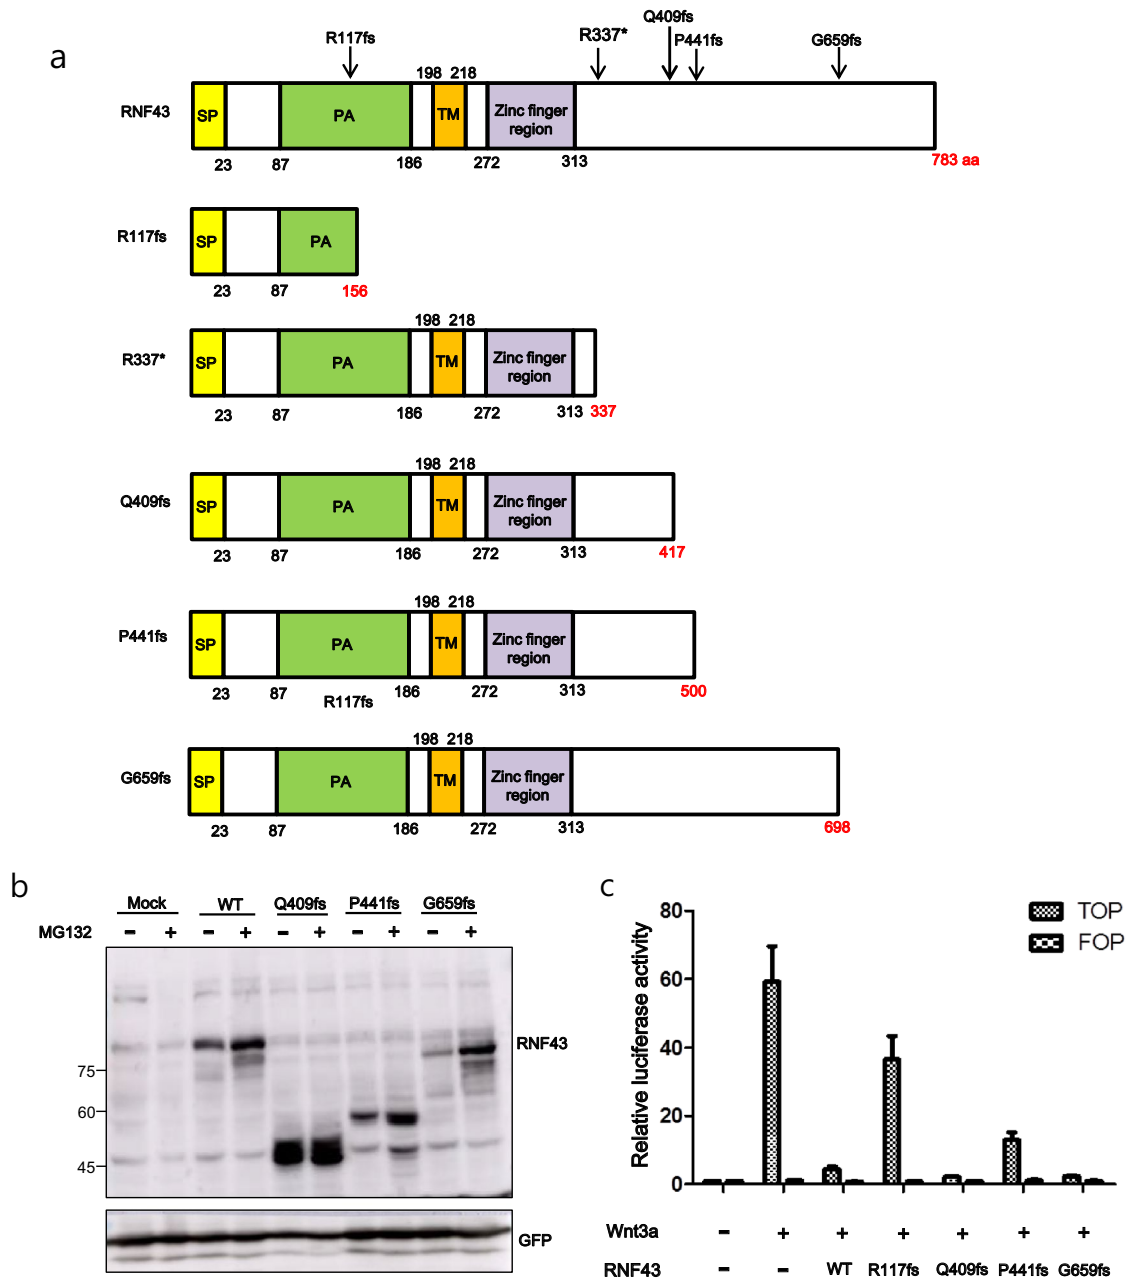 a
R117fs
R337*
Q409fs
P441fs
G659fs
198 218
RNF43
SP
PA
TM
Zinc finger
region
23
87
186
272
313
783 aa
R117fs
SP
PA
23
87
156
198 218
R337*
SP
PA
TM
Zinc finger
region
23
87
186
272
313
337
198 218
Q409fs
SP
PA
TM
Zinc finger
region
23
87
186
272
313
417
198 218
P441fs
SP
PA
TM
Zinc finger
region
23
87
186
272
313
500
R117fs
198 218
G659fs
SP
PA
TM
Zinc finger
region
23
87
186
272
313
698
b
Mock WT Q409fs P441fs G659fs
MG132 - + - + - + - + - +
RNF43
75
60
45
GFP
c
TOP
FOP
Relative luciferase activity
80
60
40
20
0
Wnt3a - + + + + + +
RNF43 - - WT R117fs Q409fs P441fs G659fs